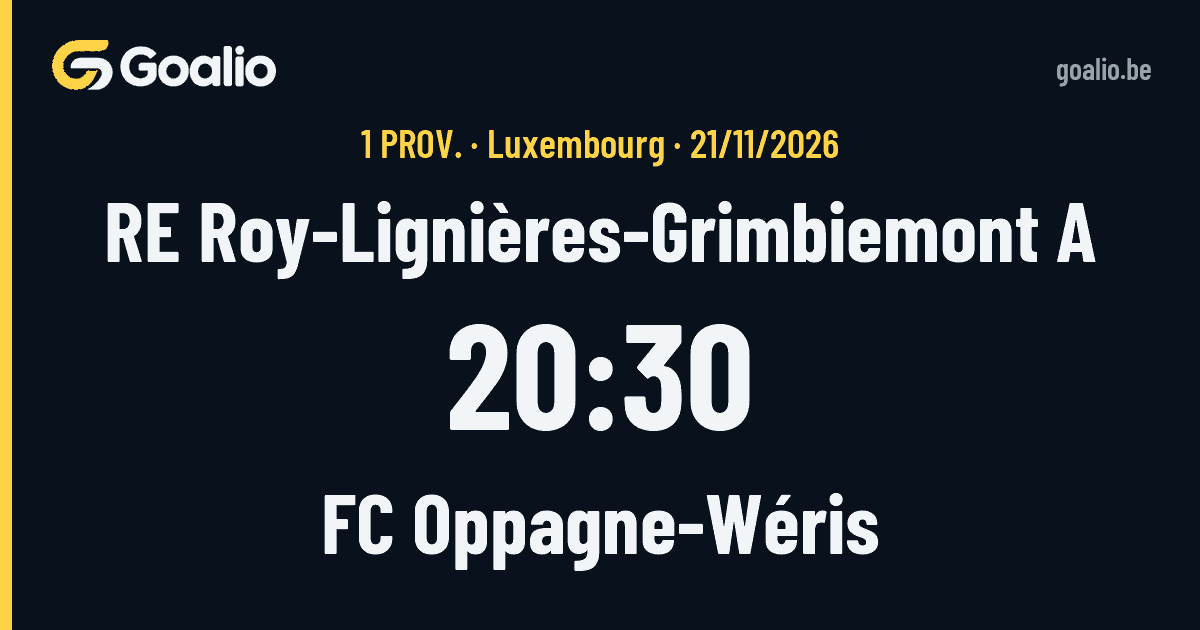 Goalio
goalio.be
1 PROV. · Luxembourg · 21/11/2026
RE Roy-Lignières-Grimbiemont A
20:30
FC Oppagne-Wéris